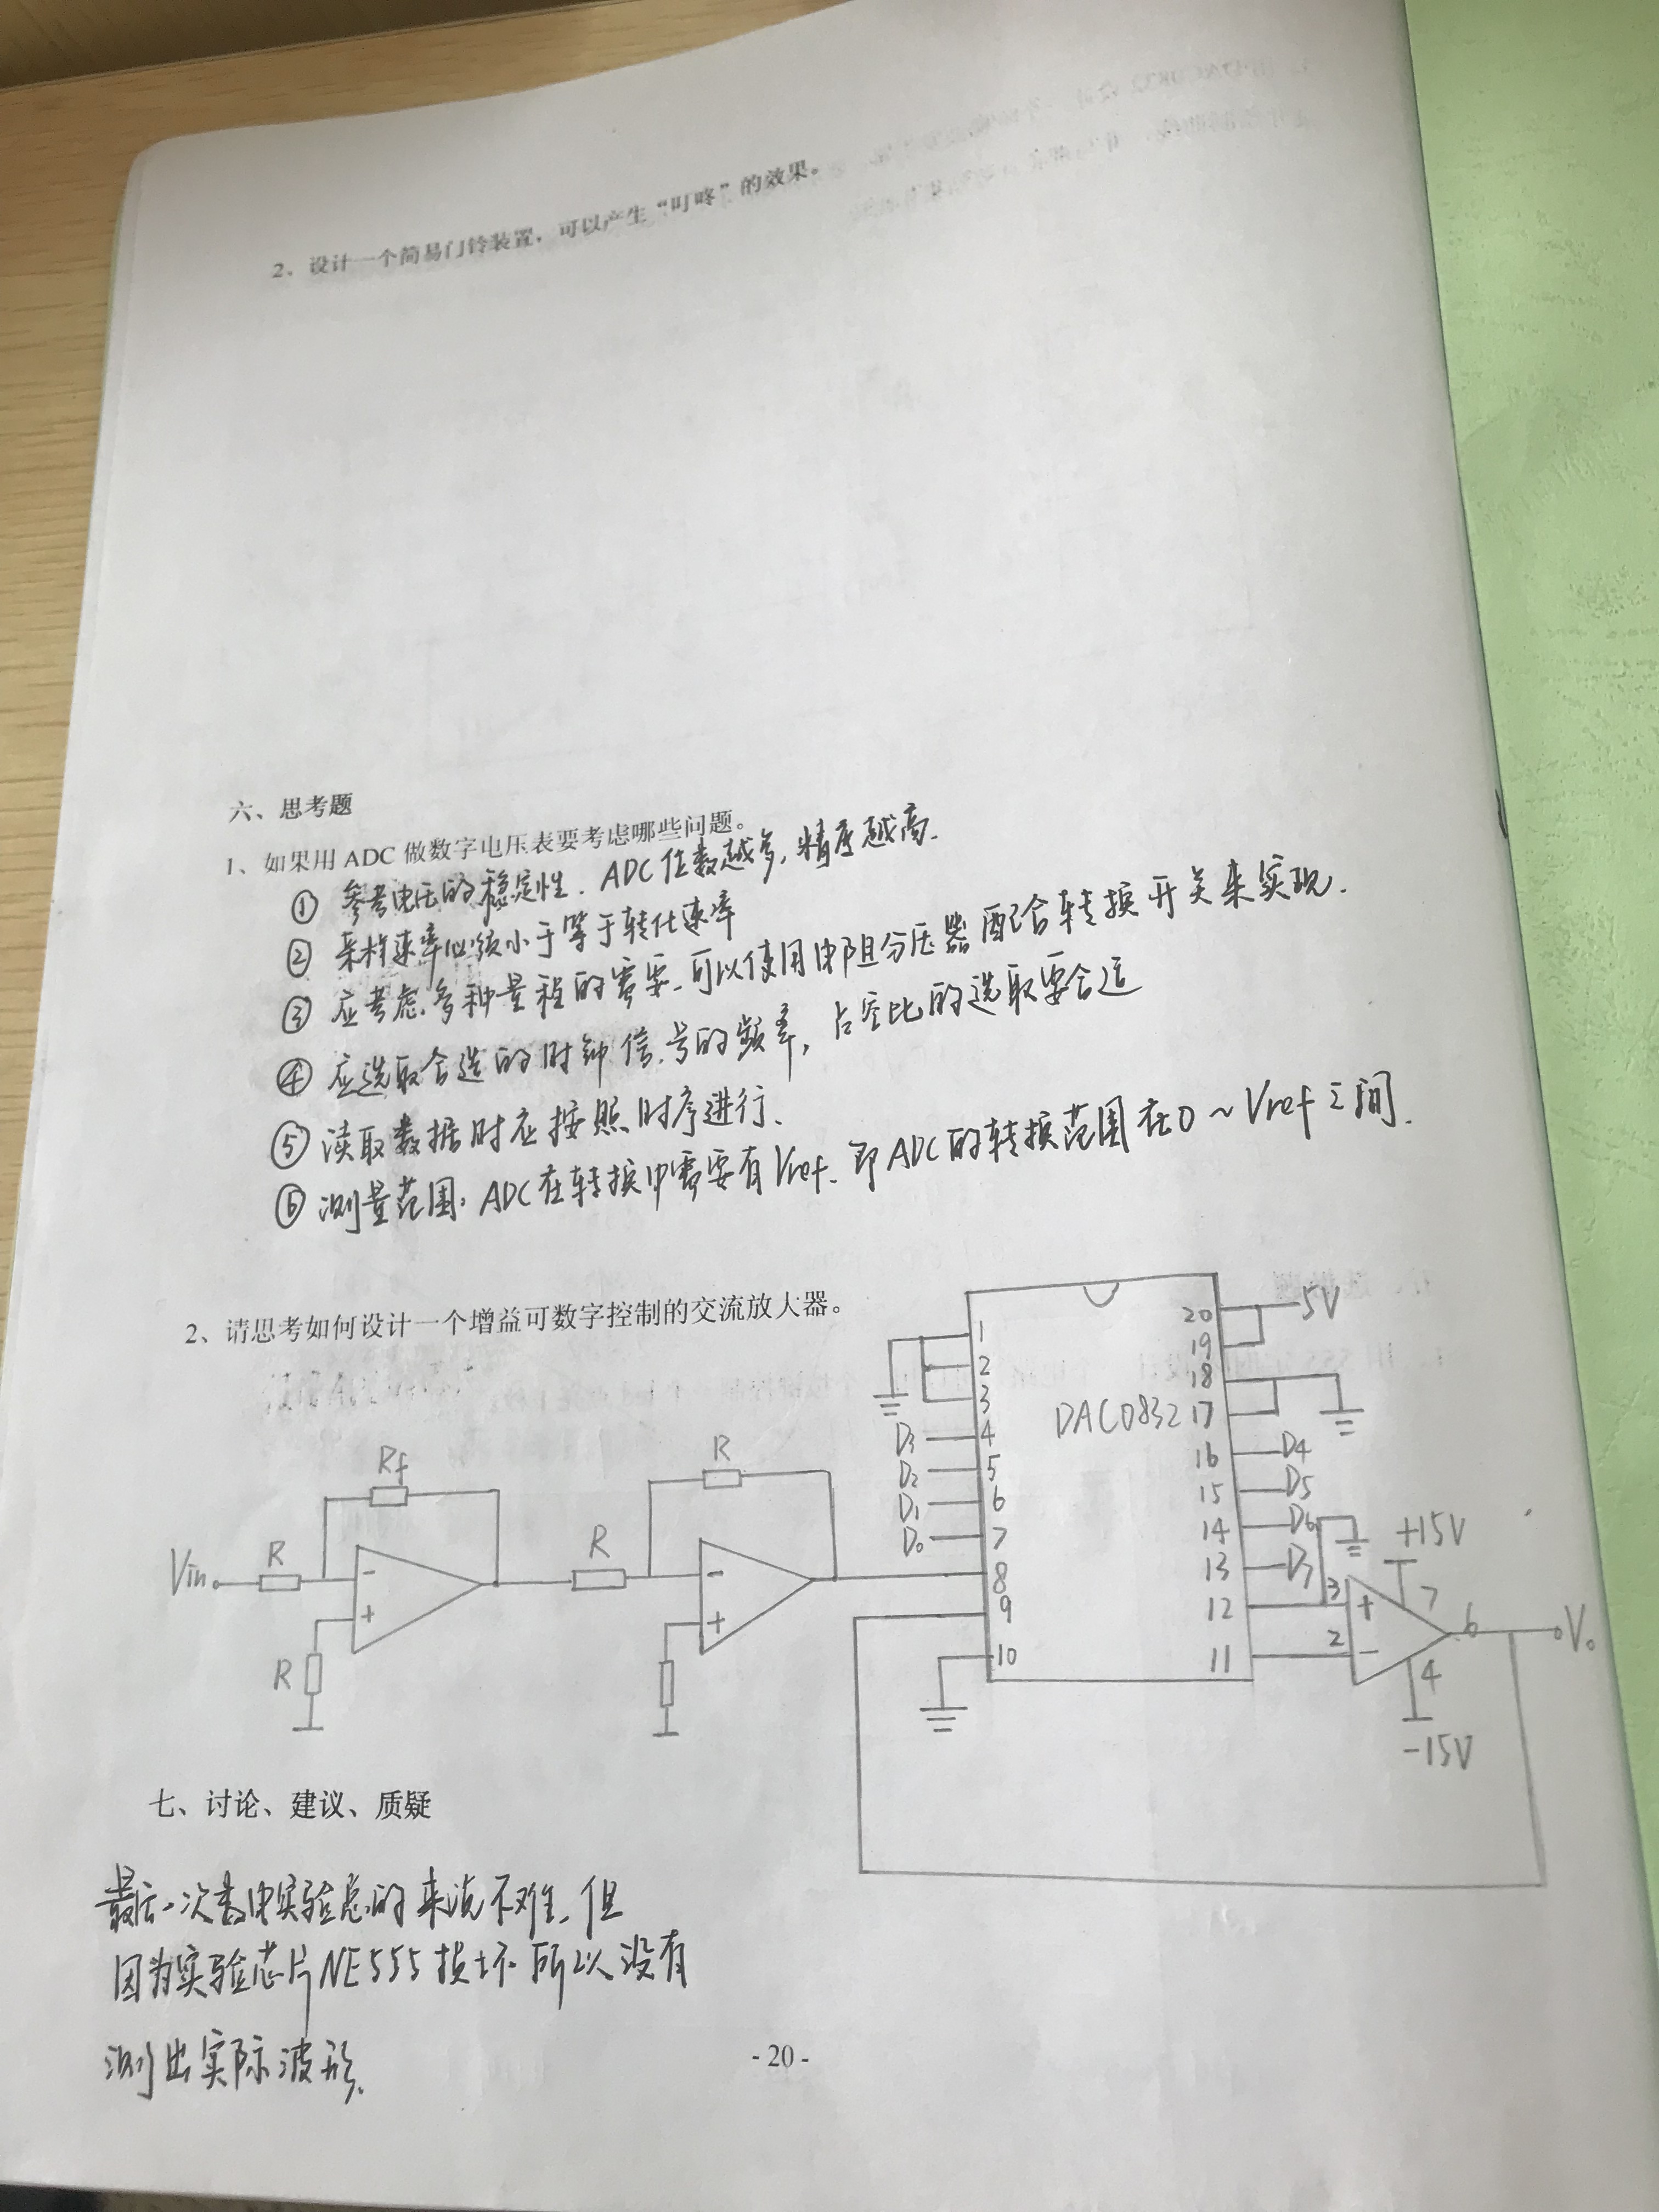 2、设计一个简易门铃装置，可以产生“叮咚”的效果。
六、思考题
1、如果用 ADC 做数字电压表要考虑哪些问题。
① 参考电压的稳定性. ADC位数越多, 精度越高.
② 采样速率必须小于等于转化速率
③ 应考虑多种量程的需要. 可以使用电阻分压器配合转换开关来实现.
④ 应选取合适的时钟信号的频率, 占空比的选取要合适
⑤ 读取数据时应按照时序进行.
⑥ 测量范围: ADC在转换中需要有Vref. 即ADC的转换范围在0~Vref之间.
2、请思考如何设计一个增益可数字控制的交流放大器。
Vin
R
Rf
-
+
R
R
R
-
+
DAC0832
1
2
3
D3 4
D2 5
D1 6
D0 7
8
9
10
20 5V
19
18
17
16 D4
15 D5
14 D6
13 D7
12
11
3 +
2 -
+15V
7
6
4
-15V
Vo
七、讨论、建议、质疑
最后一次数电实验总的来说不难. 但
因为实验芯片NE555损坏所以没有
测出实际波形.
- 20 -